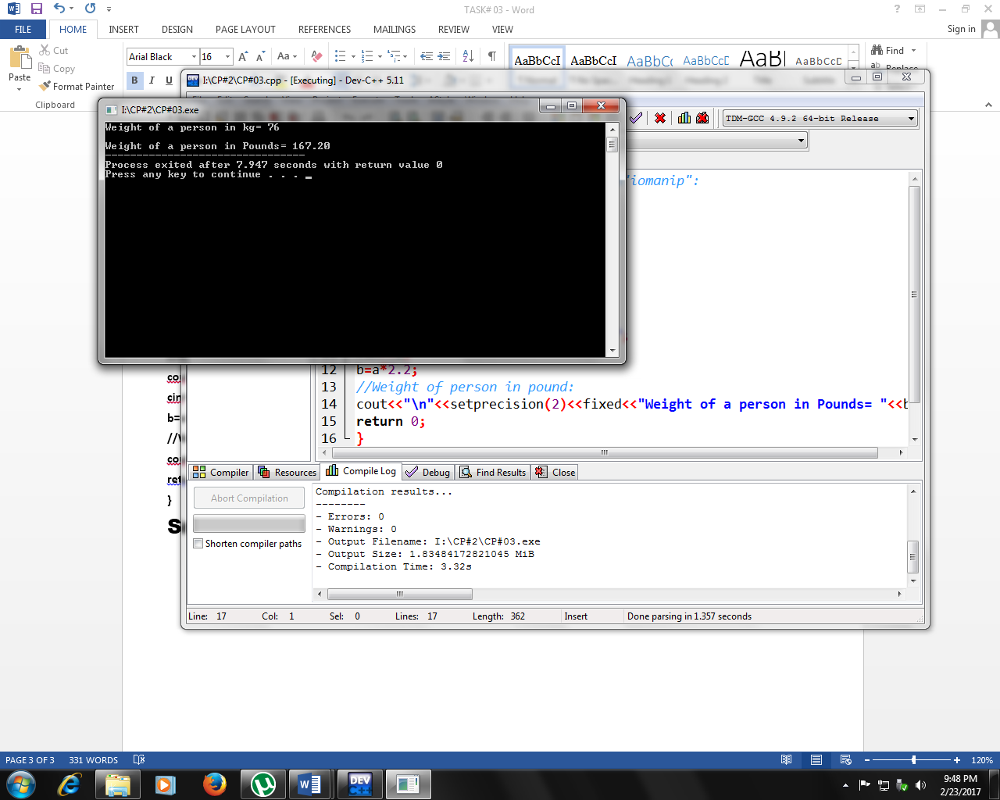 TASK# 03 - Word
FILE HOME INSERT DESIGN PAGE LAYOUT REFERENCES MAILINGS REVIEW VIEW Sign in
Paste
Cut
Copy
Format Painter
Clipboard
Arial Black 16
B I U
AaBbCcI AaBbCcI AaBbCc AaBbCcD AaBl AaBbCcD
Find
I:\CP#2\CP#03.cpp - [Executing] - Dev-C++ 5.11
TDM-GCC 4.9.2 64-bit Release
I:\CP#2\CP#03.exe
Weight of a person in kg= 76
Weight of a person in Pounds= 167.20
--------------------------------
Process exited after 7.947 seconds with return value 0
Press any key to continue . . . _
"iomanip":
12 b=a*2.2;
13 //Weight of person in pound:
14 cout<<"\n"<<setprecision(2)<<fixed<<"Weight of a person in Pounds= "<<b
15 return 0;
16 }
cou
cin
b=
ret
}
Compiler Resources Compile Log Debug Find Results Close
Abort Compilation
Shorten compiler paths
Compilation results...
--------
- Errors: 0
- Warnings: 0
- Output Filename: I:\CP#2\CP#03.exe
- Output Size: 1.83484172821045 MiB
- Compilation Time: 3.32s
Line: 17 Col: 1 Sel: 0 Lines: 17 Length: 362 Insert Done parsing in 1.357 seconds
PAGE 3 OF 3 331 WORDS 120%
9:48 PM
2/23/2017